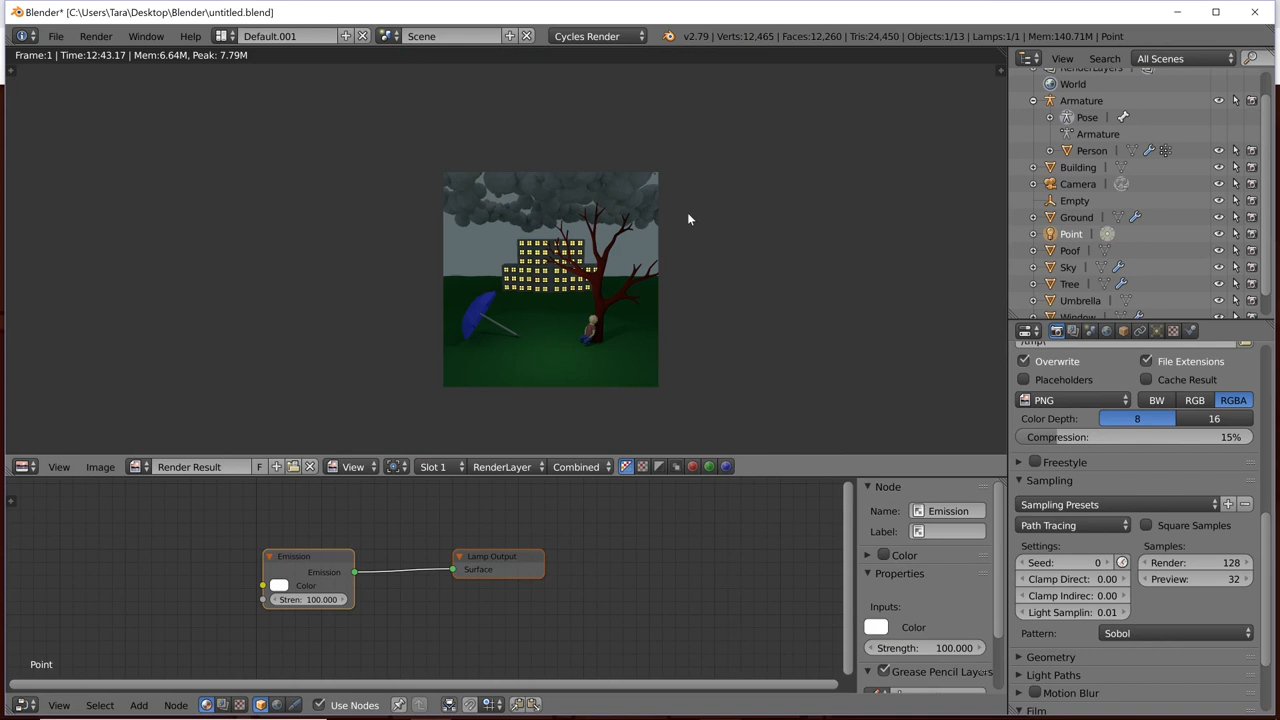 Blender* [C:\Users\Tara\Desktop\Blender\untitled.blend]
File Render Window Help Default.001 Scene Cycles Render v2.79 | Verts:12,465 | Faces:12,260 | Tris:24,450 | Objects:1/13 | Lamps:1/1 | Mem:140.71M | Point
Frame:1 | Time:12:43.17 | Mem:6.64M, Peak: 7.79M
View Search All Scenes
RenderLayers
World
Armature
Pose
Armature
Person
Building
Camera
Empty
Ground
Point
Poof
Sky
Tree
Umbrella
Window
/tmp\
Overwrite File Extensions
Placeholders Cache Result
PNG BW RGB RGBA
Color Depth: 8 16
Compression: 15%
Freestyle
Sampling
Sampling Presets
Path Tracing Square Samples
Settings: Samples:
Seed: 0 Render: 128
Clamp Direct: 0.00 Preview: 32
Clamp Indirec: 0.00
Light Samplin: 0.01
Pattern: Sobol
Geometry
Light Paths
Motion Blur
Film
View Image Render Result F View Slot 1 RenderLayer Combined
Emission
Emission
Color
Stren: 100.000
Lamp Output
Surface
Point
Node
Name: Emission
Label:
Color
Properties
Inputs:
Color
Strength: 100.000
Grease Pencil Layers
View Select Add Node Use Nodes